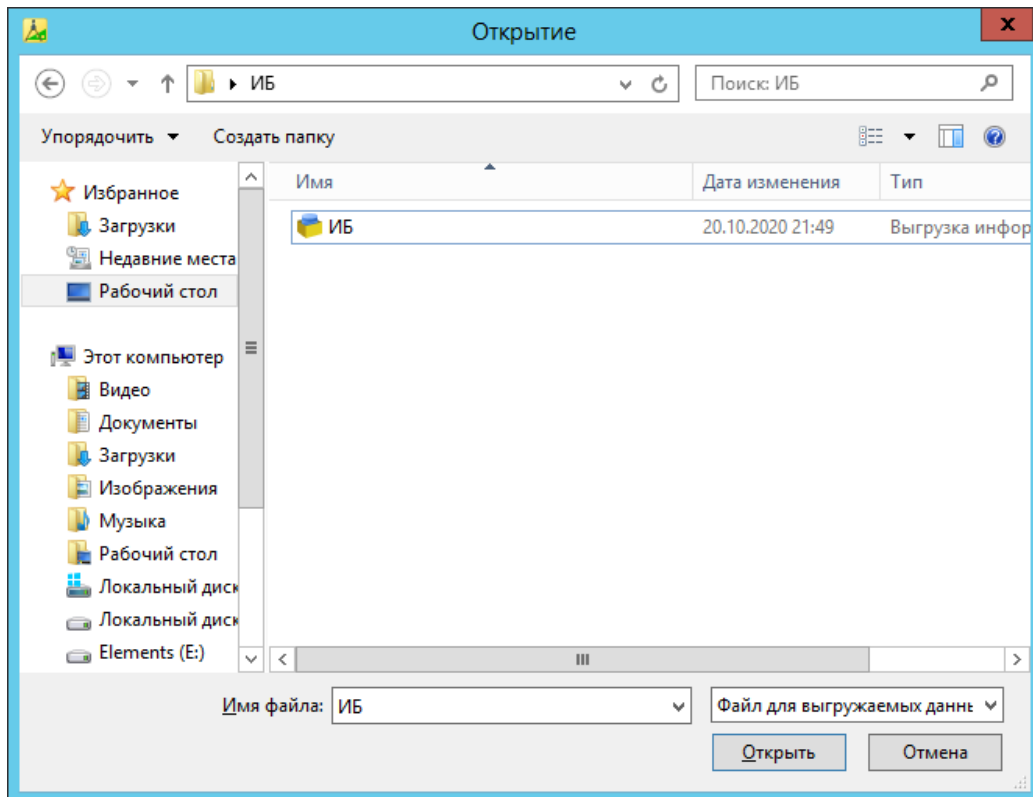 Открытие
ИБ
Поиск: ИБ
Упорядочить
Создать папку
Имя
Дата изменения
Тип
Избранное
Загрузки
Недавние места
Рабочий стол
Этот компьютер
Видео
Документы
Загрузки
Изображения
Музыка
Рабочий стол
Локальный диск
Локальный диск
Elements (E:)
ИБ
20.10.2020 21:49
Выгрузка инфор
Имя файла:
ИБ
Файл для выгружаемых данны
Открыть
Отмена